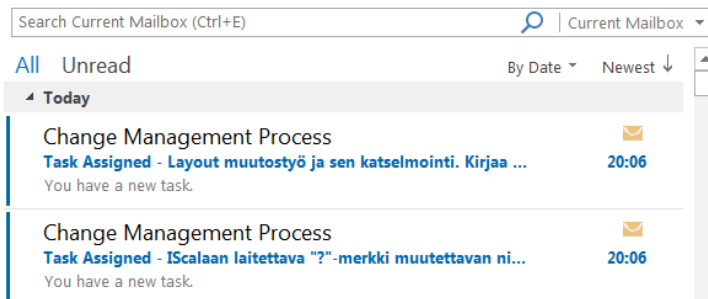 Search Current Mailbox (Ctrl+E) Current Mailbox
All Unread By Date Newest
Today
Change Management Process
Task Assigned - Layout muutostyö ja sen katselmointi. Kirjaa ... 20:06
You have a new task.
Change Management Process
Task Assigned - IScalaan laitettava "?"-merkki muutettavan ni... 20:06
You have a new task.